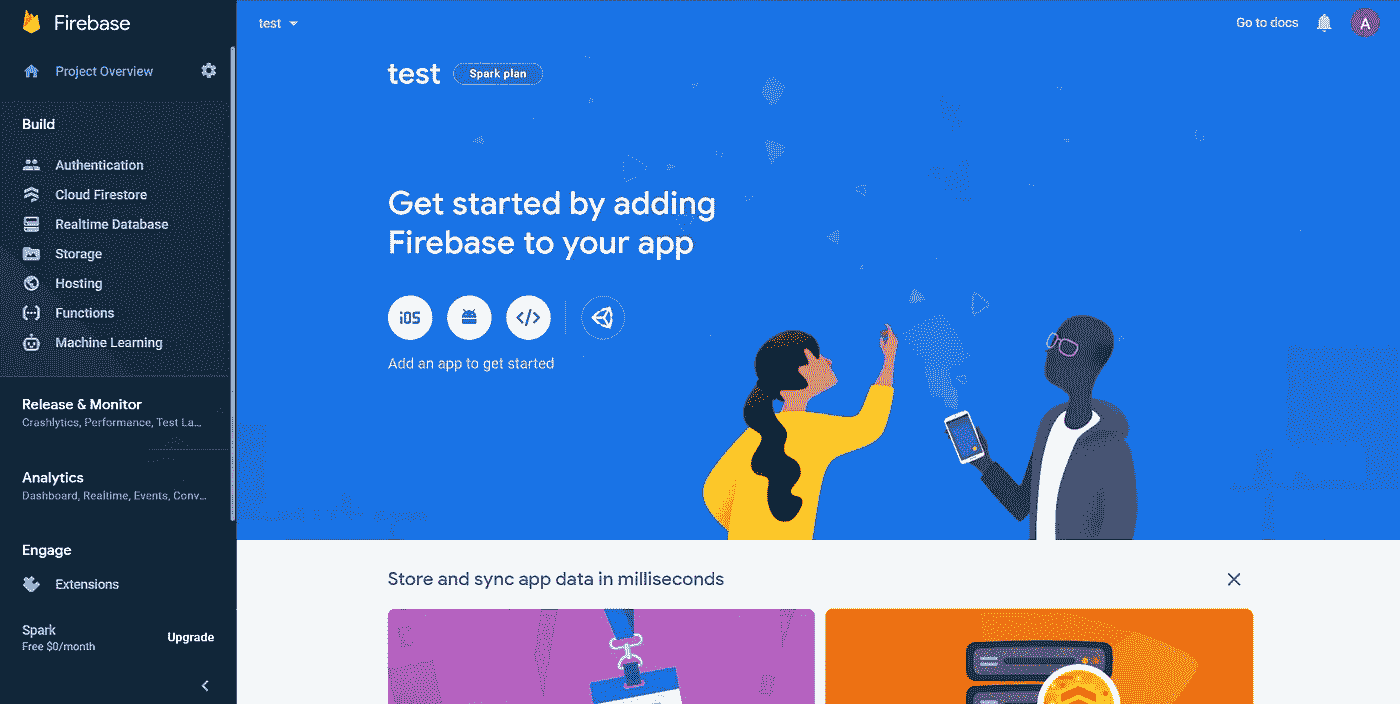 Firebase
Project Overview
Build
Authentication
Cloud Firestore
Realtime Database
Storage
Hosting
Functions
Machine Learning
Release & Monitor
Crashlytics, Performance, Test La...
Analytics
Dashboard, Realtime, Events, Conv...
Engage
Extensions
Spark
Free $0/month
Upgrade
test
Go to docs
A
test
Spark plan
Get started by adding
Firebase to your app
iOS
Add an app to get started
Store and sync app data in milliseconds